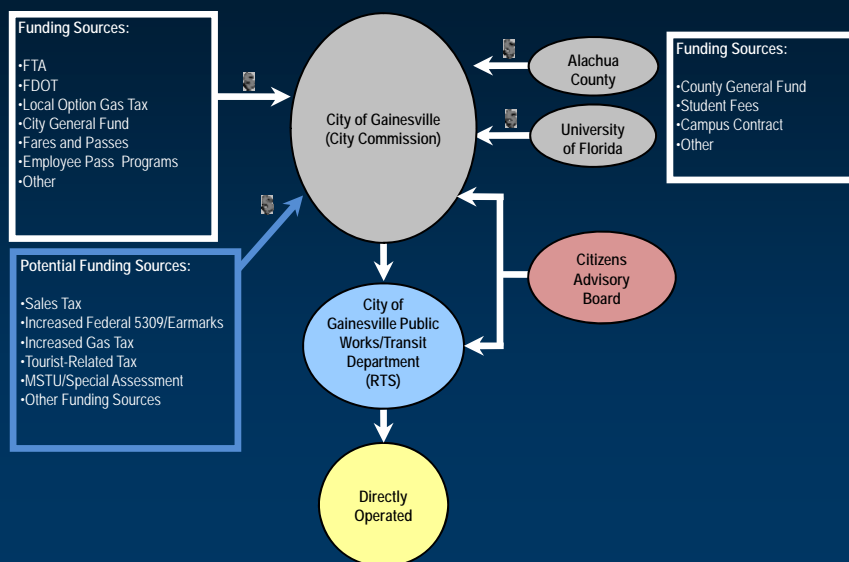 Funding Sources:
•FTA
•FDOT
•Local Option Gas Tax
•City General Fund
•Fares and Passes
•Employee Pass Programs
•Other
$
Potential Funding Sources:
•Sales Tax
•Increased Federal 5309/Earmarks
•Increased Gas Tax
•Tourist-Related Tax
•MSTU/Special Assessment
•Other Funding Sources
$
City of Gainesville
(City Commission)
$
Alachua
County
$
University
of Florida
Funding Sources:
•County General Fund
•Student Fees
•Campus Contract
•Other
Citizens
Advisory
Board
City of
Gainesville Public
Works/Transit
Department
(RTS)
Directly
Operated